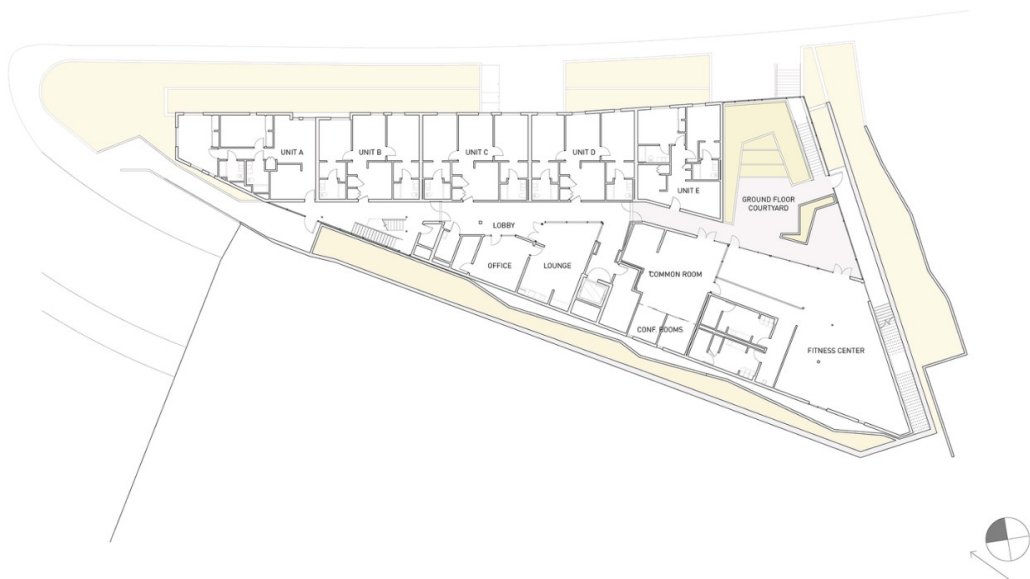 UNIT A
UNIT B
UNIT C
UNIT D
UNIT E
GROUND FLOOR
COURTYARD
LOBBY
OFFICE
LOUNGE
COMMON ROOM
CONF. ROOMS
FITNESS CENTER